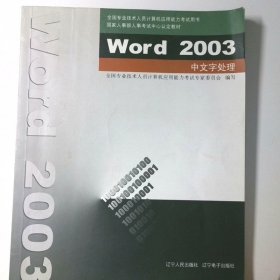 全国专业技术人员计算机应用能力考试用书
国家人事部人事考试中心认定教材
Word 2003
中文字处理
全国专业技术人员计算机应用能力考试专家委员会 编写
Word 2003
辽宁人民出版社 辽宁电子出版社